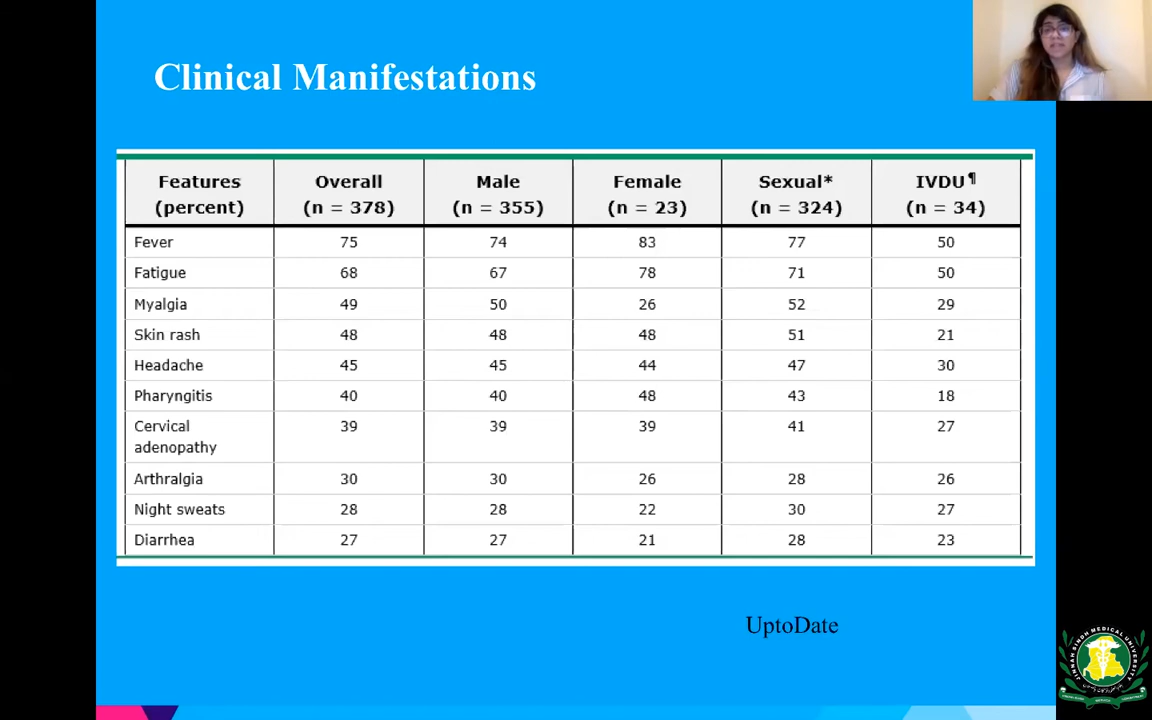 Clinical Manifestations
Features (percent) Overall (n = 378) Male (n = 355) Female (n = 23) Sexual* (n = 324) IVDU¶ (n = 34)
Fever 75 74 83 77 50
Fatigue 68 67 78 71 50
Myalgia 49 50 26 52 29
Skin rash 48 48 48 51 21
Headache 45 45 44 47 30
Pharyngitis 40 40 48 43 18
Cervical adenopathy 39 39 39 41 27
Arthralgia 30 30 26 28 26
Night sweats 28 28 22 30 27
Diarrhea 27 27 21 28 23
UptoDate
JINNAH SINDH MEDICAL UNIVERSITY